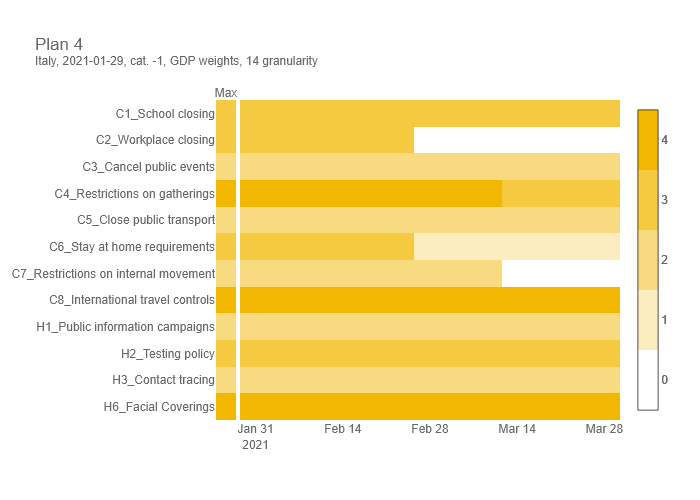 Plan 4
Italy, 2021-01-29, cat. -1, GDP weights, 14 granularity
Max
C1_School closing
C2_Workplace closing
C3_Cancel public events
C4_Restrictions on gatherings
C5_Close public transport
C6_Stay at home requirements
C7_Restrictions on internal movement
C8_International travel controls
H1_Public information campaigns
H2_Testing policy
H3_Contact tracing
H6_Facial Coverings
Jan 31 Feb 14 Feb 28 Mar 14 Mar 28
2021
4
3
2
1
0